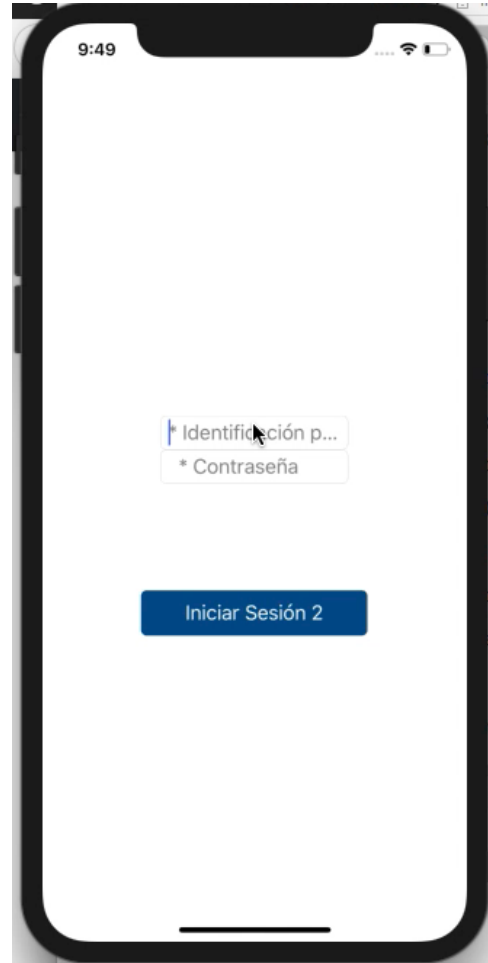 9:49
* Identificación p...
* Contraseña
Iniciar Sesión 2